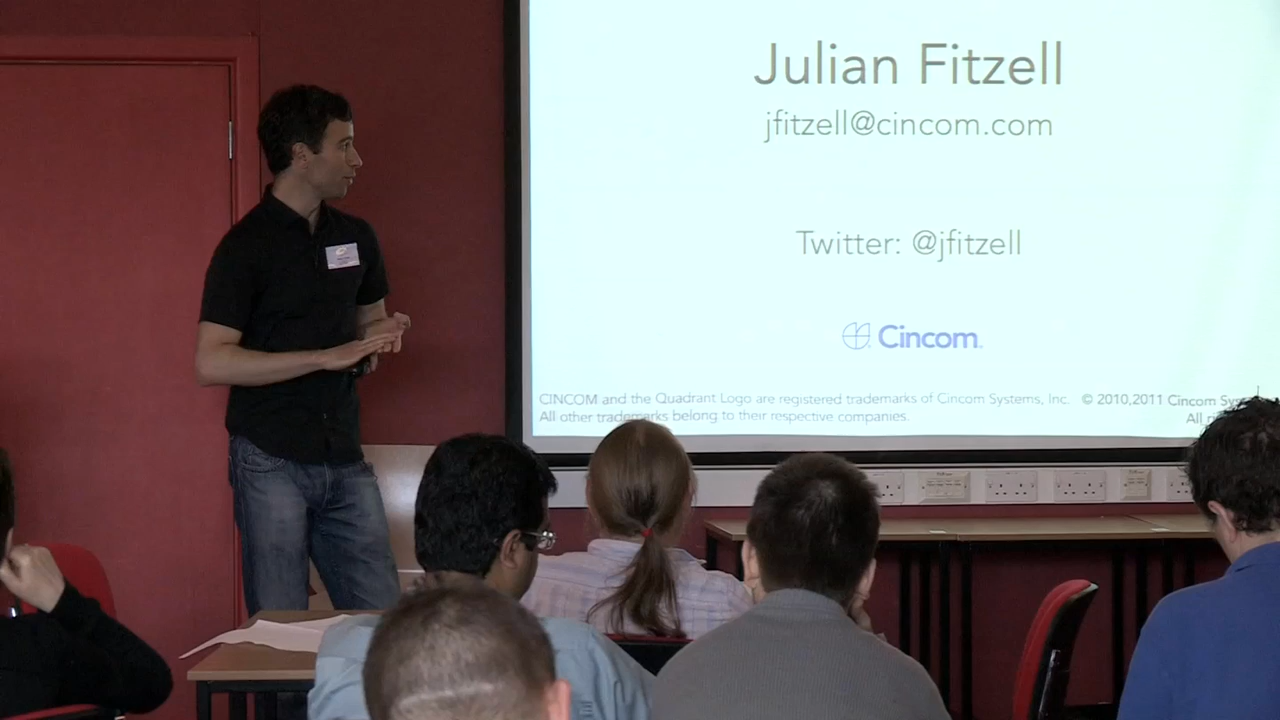 Julian Fitzell
jfitzell@cincom.com
Twitter: @jfitzell
Cincom
CINCOM and the Quadrant Logo are registered trademarks of Cincom Systems, Inc. © 2010,2011 Cincom
All other trademarks belong to their respective companies. All